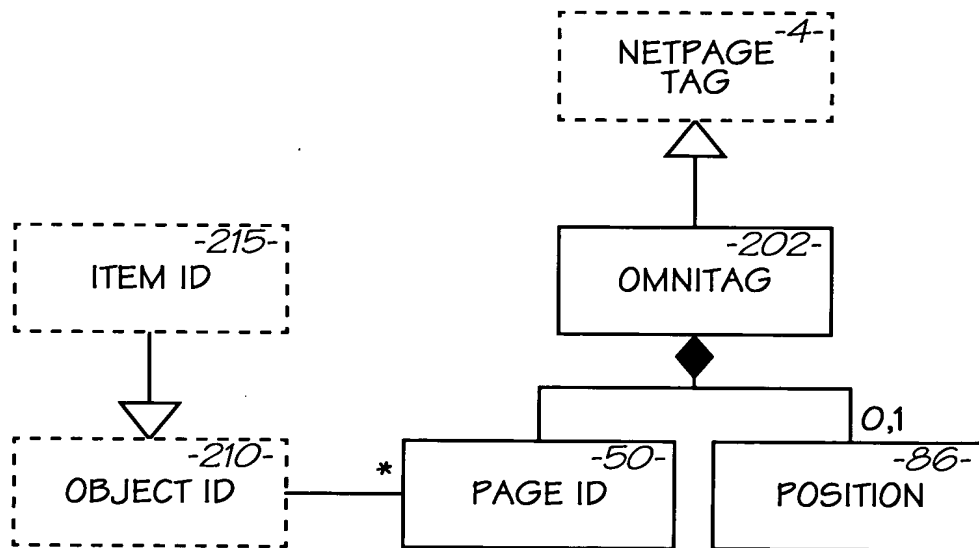 -4-
NETPAGE
TAG
-215-
ITEM ID
-202-
OMNITAG
0,1
-210-
OBJECT ID
*
-50-
PAGE ID
-86-
POSITION